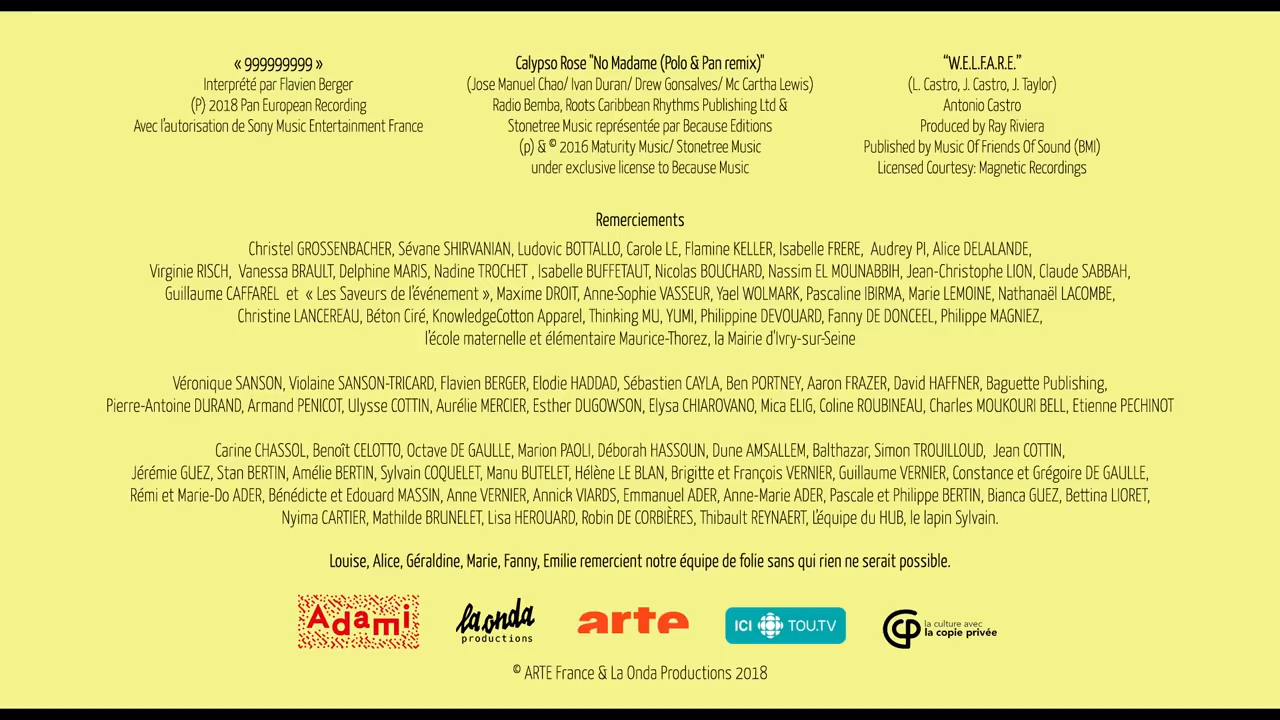 « 999999999 »
Interprété par Flavien Berger
(P) 2018 Pan European Recording
Avec l'autorisation de Sony Music Entertainment France
Calypso Rose "No Madame (Polo & Pan remix)"
(Jose Manuel Chao/ Ivan Duran/ Drew Gonsalves/ Mc Cartha Lewis)
Radio Bemba, Roots Caribbean Rhythms Publishing Ltd &
Stonetree Music représentée par Because Editions
(p) & © 2016 Maturity Music/ Stonetree Music
under exclusive license to Because Music
“W.E.L.F.A.R.E.”
(L. Castro, J. Castro, J. Taylor)
Antonio Castro
Produced by Ray Riviera
Published by Music Of Friends Of Sound (BMI)
Licensed Courtesy: Magnetic Recordings
Remerciements
Christel GROSSENBACHER, Sévane SHIRVANIAN, Ludovic BOTTALLO, Carole LE, Flamine KELLER, Isabelle FRERE, Audrey PI, Alice DELALANDE,
Virginie RISCH, Vanessa BRAULT, Delphine MARIS, Nadine TROCHET , Isabelle BUFFETAUT, Nicolas BOUCHARD, Nassim EL MOUNABBIH, Jean-Christophe LION, Claude SABBAH,
Guillaume CAFFAREL et « Les Saveurs de l'événement », Maxime DROIT, Anne-Sophie VASSEUR, Yael WOLMARK, Pascaline IBIRMA, Marie LEMOINE, Nathanaël LACOMBE,
Christine LANCEREAU, Béton Ciré, KnowledgeCotton Apparel, Thinking MU, YUMI, Philippine DEVOUARD, Fanny DE DONCEEL, Philippe MAGNIEZ,
l'école maternelle et élémentaire Maurice-Thorez, la Mairie d'Ivry-sur-Seine
Véronique SANSON, Violaine SANSON-TRICARD, Flavien BERGER, Elodie HADDAD, Sébastien CAYLA, Ben PORTNEY, Aaron FRAZER, David HAFFNER, Baguette Publishing,
Pierre-Antoine DURAND, Armand PENICOT, Ulysse COTTIN, Aurélie MERCIER, Esther DUGOWSON, Elysa CHIAROVANO, Mica ELIG, Coline ROUBINEAU, Charles MOUKOURI BELL, Etienne PECHINOT
Carine CHASSOL, Benoît CELOTTO, Octave DE GAULLE, Marion PAOLI, Déborah HASSOUN, Dune AMSALLEM, Balthazar, Simon TROUILLOUD, Jean COTTIN,
Jérémie GUEZ, Stan BERTIN, Amélie BERTIN, Sylvain COQUELET, Manu BUTELET, Hélène LE BLAN, Brigitte et François VERNIER, Guillaume VERNIER, Constance et Grégoire DE GAULLE,
Rémi et Marie-Do ADER, Bénédicte et Edouard MASSIN, Anne VERNIER, Annick VIARDS, Emmanuel ADER, Anne-Marie ADER, Pascale et Philippe BERTIN, Bianca GUEZ, Bettina LIORET,
Nyima CARTIER, Mathilde BRUNELET, Lisa HEROUARD, Robin DE CORBIÈRES, Thibault REYNAERT, L'équipe du HUB, le lapin Sylvain.
Louise, Alice, Géraldine, Marie, Fanny, Emilie remercient notre équipe de folie sans qui rien ne serait possible.
Adami
la onda
productions
arte
ICI TOU.TV
la culture avec
la copie privée
© ARTE France & La Onda Productions 2018